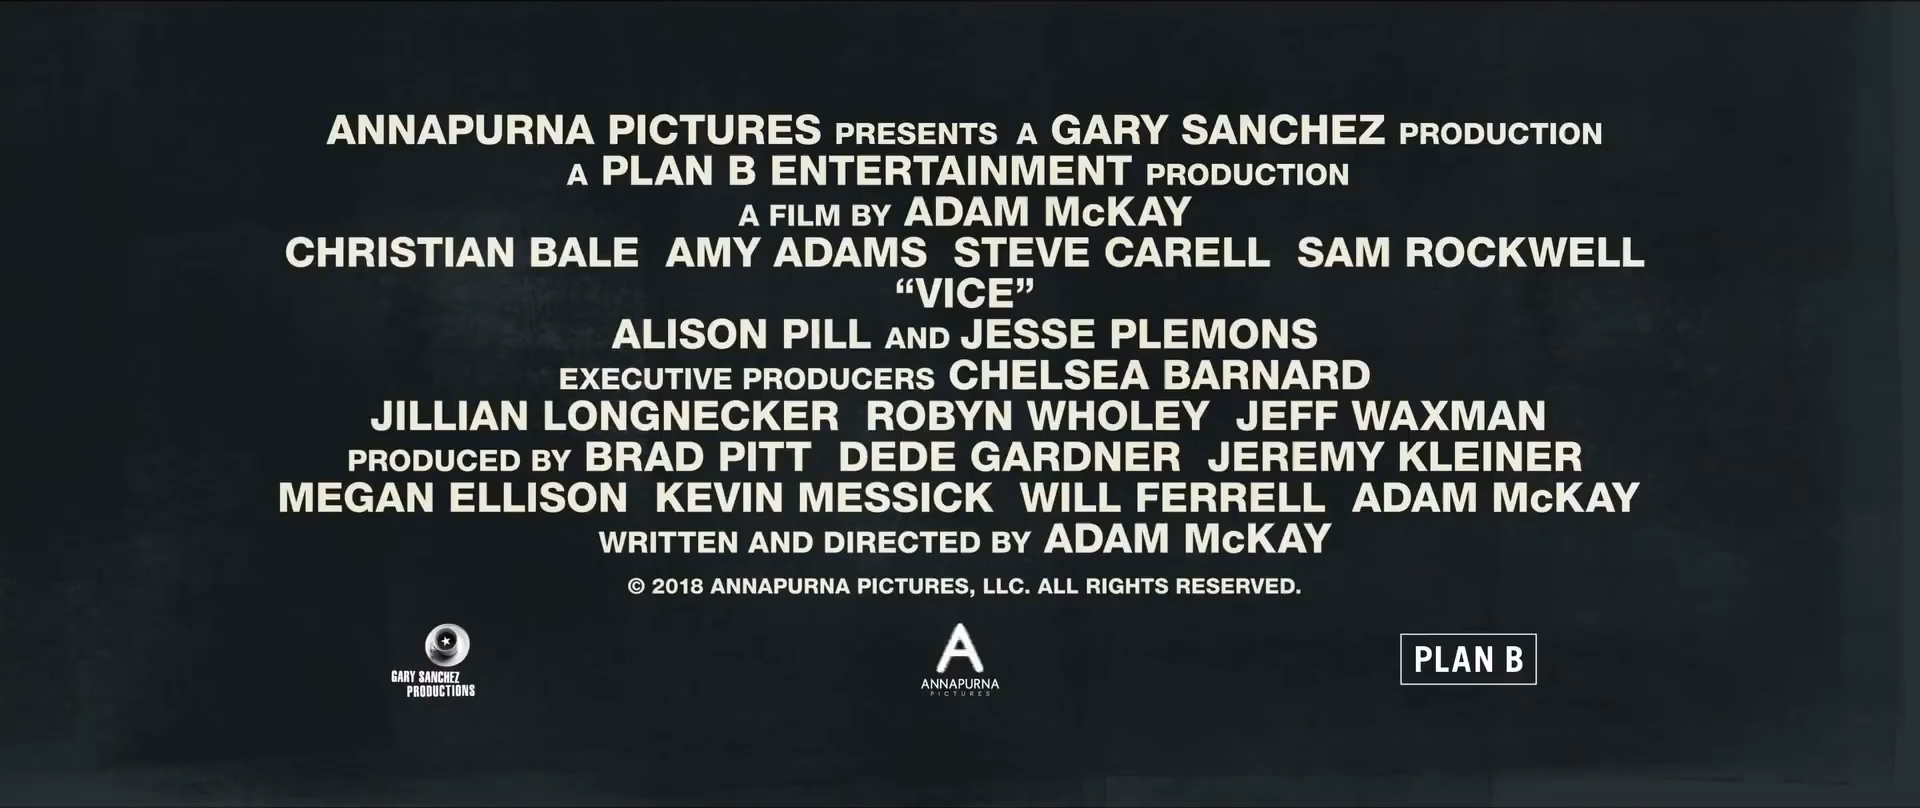 ANNAPURNA PICTURES PRESENTS A GARY SANCHEZ PRODUCTION
A PLAN B ENTERTAINMENT PRODUCTION
A FILM BY ADAM McKAY
CHRISTIAN BALE AMY ADAMS STEVE CARELL SAM ROCKWELL
“VICE”
ALISON PILL AND JESSE PLEMONS
EXECUTIVE PRODUCERS CHELSEA BARNARD
JILLIAN LONGNECKER ROBYN WHOLEY JEFF WAXMAN
PRODUCED BY BRAD PITT DEDE GARDNER JEREMY KLEINER
MEGAN ELLISON KEVIN MESSICK WILL FERRELL ADAM McKAY
WRITTEN AND DIRECTED BY ADAM McKAY
© 2018 ANNAPURNA PICTURES, LLC. ALL RIGHTS RESERVED.
GARY SANCHEZ
PRODUCTIONS
A
ANNAPURNA
PICTURES
PLAN B